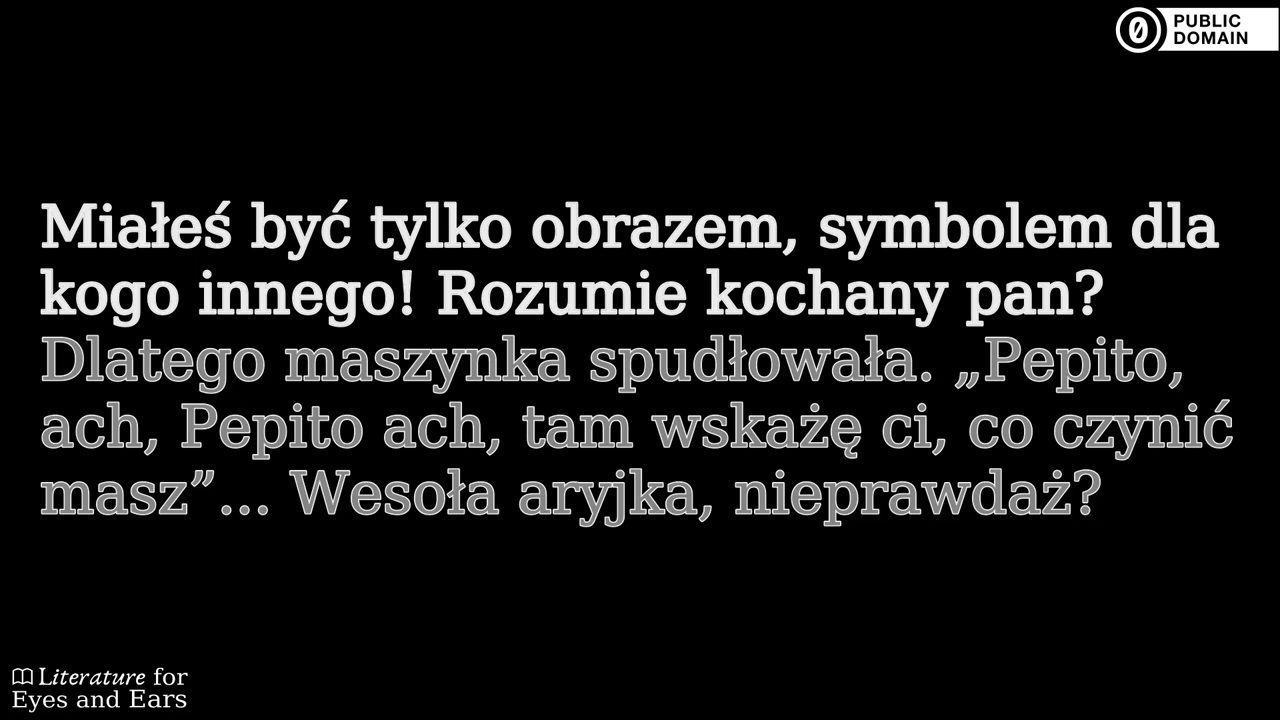 PUBLIC
DOMAIN
Miałeś być tylko obrazem, symbolem dla
kogo innego! Rozumie kochany pan?
Dlatego maszynka spudłowała. „Pepito,
ach, Pepito ach, tam wskażę ci, co czynić
masz”... Wesoła aryjka, nieprawdaż?
Literature for
Eyes and Ears